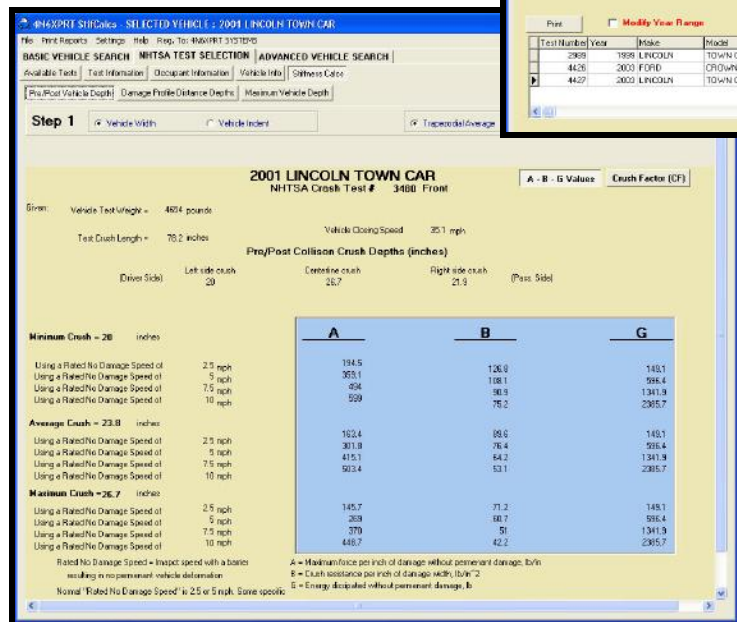 4N6XPRT StifCalcs - SELECTED VEHICLE : 2001 LINCOLN TOWN CAR
File Print Reports Settings Help Reg. To: 4N6XPRT SYSTEMS
BASIC VEHICLE SEARCH NHTSA TEST SELECTION ADVANCED VEHICLE SEARCH
Available Tests Test Information Occupant Information Vehicle Info Stiffness Calcs
Pre/Post Vehicle Depth Damage Profile Distance Depths Maximum Vehicle Depth
Step 1 Vehicle Width Vehicle Indent Trapezoidal Average
Print Modify Year Range
Test Number Year Make Model
2989 1999 LINCOLN TOWN C
4426 2003 FORD CROWN
4427 2003 LINCOLN TOWN C
2001 LINCOLN TOWN CAR
NHTSA Crash Test # 3480 Front
A - B - G Values Crush Factor (CF)
Given: Vehicle Test Weight = pounds
Vehicle Closing Speed 35.1 mph
Test Crush Length = 78.2 inches
Pre/Post Collison Crush Depths (inches)
Left side crush Centerline crush Right side crush
(Driver Side) 20 26.7 21.9 (Pass. Side)
A B G
Minimum Crush = 20 inches
Using a Rated No Damage Speed of 2.5 mph 194.5 126.8 149.1
Using a Rated No Damage Speed of 5 mph 359.1 108.1 596.4
Using a Rated No Damage Speed of 7.5 mph 494 90.9 1341.9
Using a Rated No Damage Speed of 10 mph 599 75.2 2385.7
Average Crush = 23.8 inches
Using a Rated No Damage Speed of 2.5 mph 163.4 89.6 149.1
Using a Rated No Damage Speed of 5 mph 301.8 76.4 596.4
Using a Rated No Damage Speed of 7.5 mph 415.1 64.2 1341.9
Using a Rated No Damage Speed of 10 mph 503.4 53.1 2385.7
Maximum Crush = 26.7 inches
Using a Rated No Damage Speed of 2.5 mph 145.7 71.2 149.1
Using a Rated No Damage Speed of 5 mph 269 60.7 596.4
Using a Rated No Damage Speed of 7.5 mph 370 51 1341.9
Using a Rated No Damage Speed of 10 mph 448.7 42.2 2385.7
Rated No Damage Speed = Imapct speed with a barrier
resulting in no permenant vehicle deformation
Normal "Rated No Damage Speed" is 2.5 or 5 mph. Some specific
A = Maximum force per inch of damage without permenant damage, lb/in
B = Crush resistance per inch of damage width, lb/in^2
G = Energy dissipated without permenant damage, lb